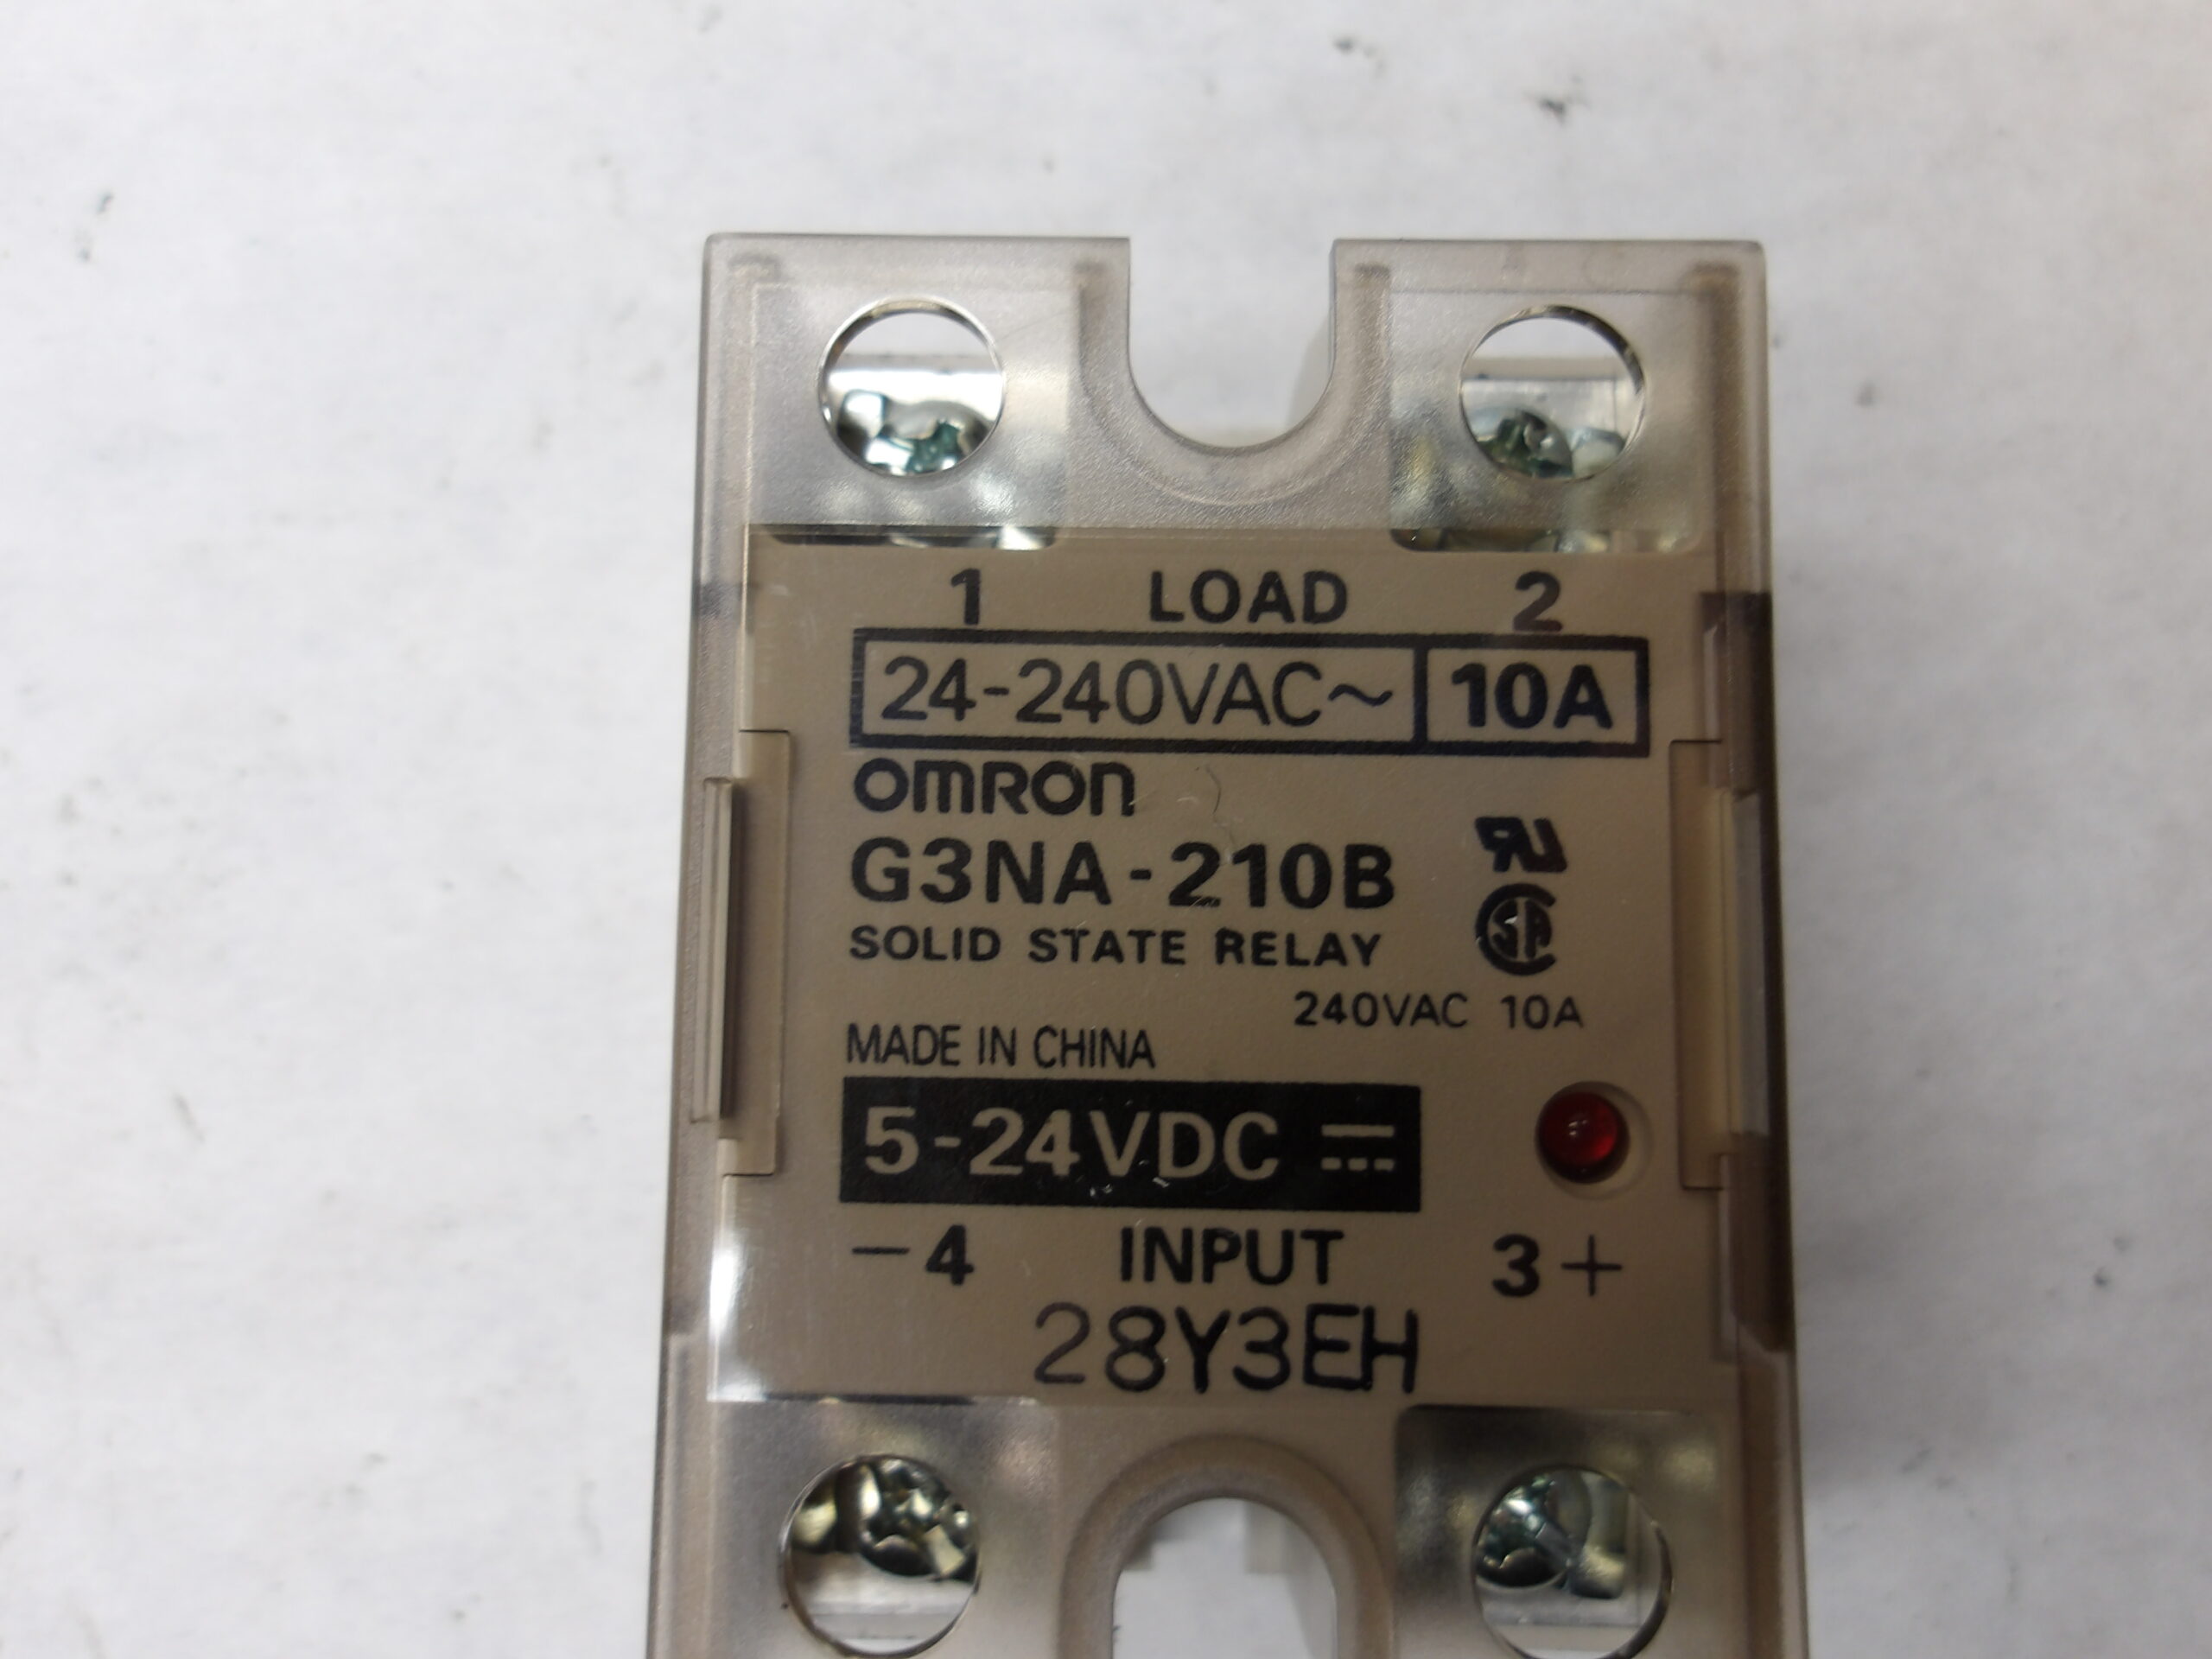 1 LOAD 2
24-240VAC~ 10A
OMRON
G3NA-210B
SOLID STATE RELAY
240VAC 10A
MADE IN CHINA
5-24VDC
−4 INPUT 3+
28Y3EH